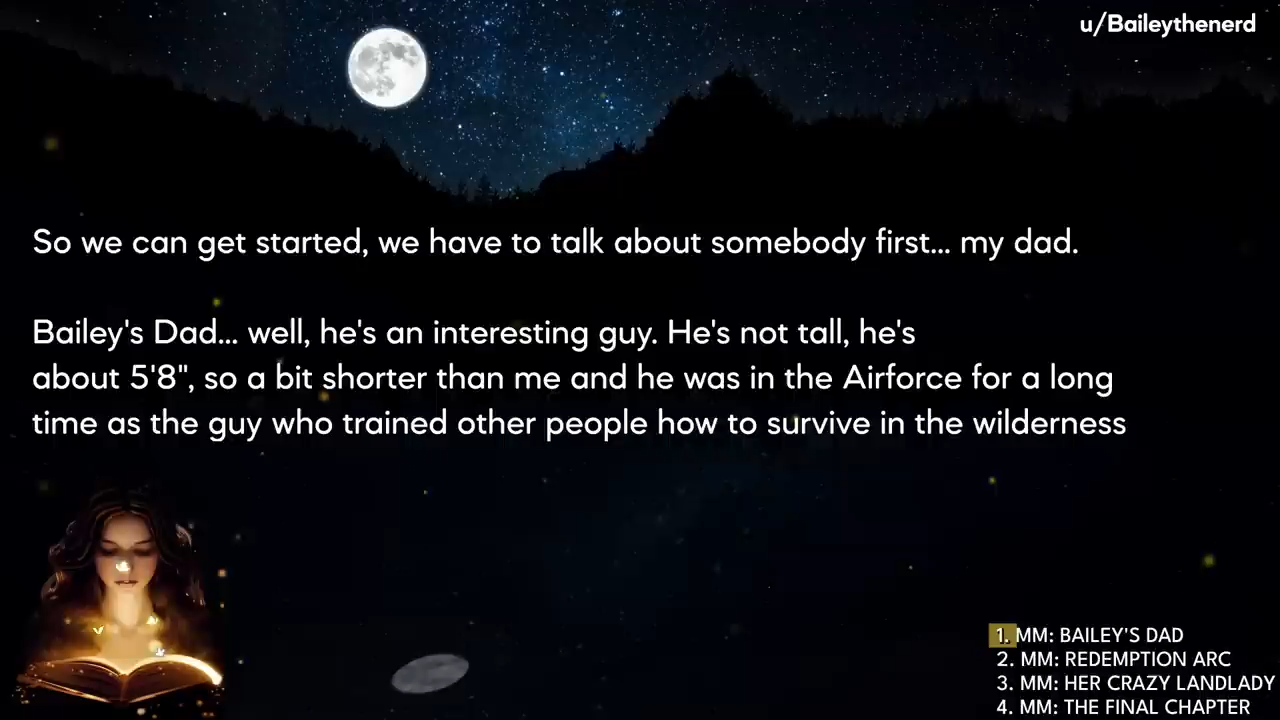 u/Baileythenerd
So we can get started, we have to talk about somebody first... my dad.
Bailey's Dad... well, he's an interesting guy. He's not tall, he's
about 5'8", so a bit shorter than me and he was in the Airforce for a long
time as the guy who trained other people how to survive in the wilderness
1. MM: BAILEY'S DAD
2. MM: REDEMPTION ARC
3. MM: HER CRAZY LANDLADY
4. MM: THE FINAL CHAPTER